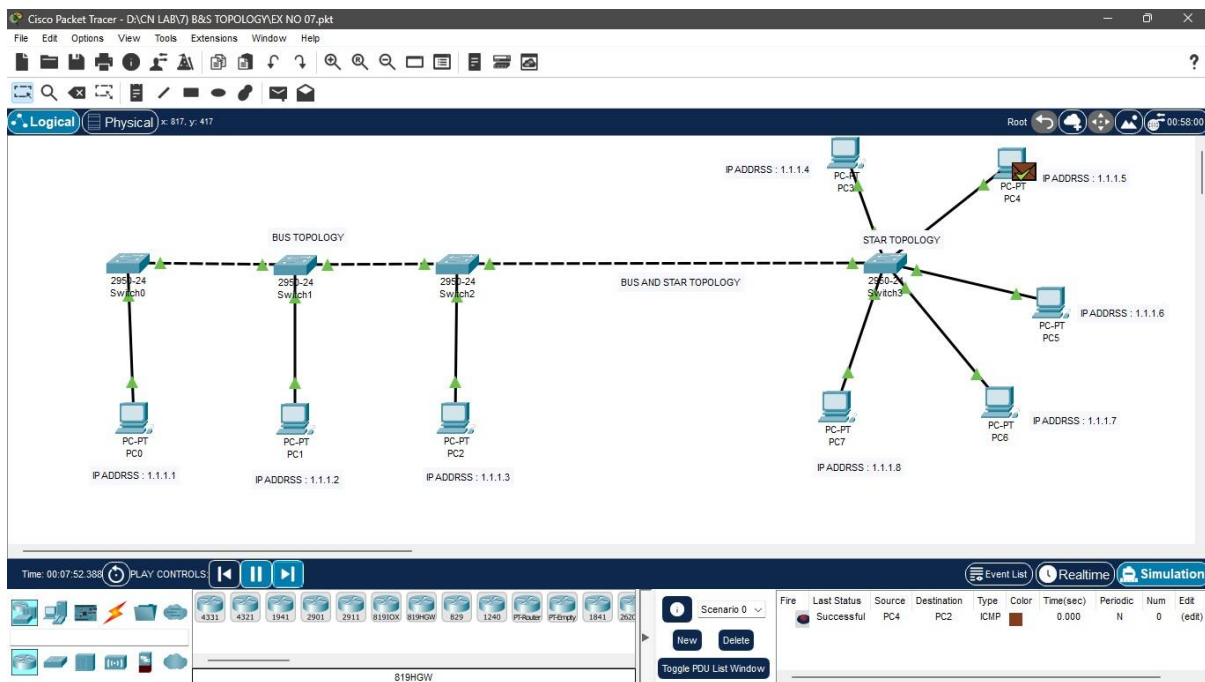 Cisco Packet Tracer - D:\CN LAB\7) B&S TOPOLOGY\EX NO 07.pkt
File Edit Options View Tools Extensions Window Help
?
Logical Physical x: 817, y: 417 Root 00:58:00
IP ADDRSS : 1.1.1.4
PC-PT
PC3
PC-PT
PC4
IP ADDRSS : 1.1.1.5
BUS TOPOLOGY
STAR TOPOLOGY
2950-24
Switch0
2950-24
Switch1
2950-24
Switch2
BUS AND STAR TOPOLOGY
2950-24
Switch3
PC-PT
PC5
IP ADDRSS : 1.1.1.6
PC-PT
PC0
PC-PT
PC1
PC-PT
PC2
PC-PT
PC7
PC-PT
PC6
IP ADDRSS : 1.1.1.7
IP ADDRSS : 1.1.1.1
IP ADDRSS : 1.1.1.2
IP ADDRSS : 1.1.1.3
IP ADDRSS : 1.1.1.8
Time: 00:07:52.388 PLAY CONTROLS: Event List Realtime Simulation
4331 4321 1941 2901 2911 819IOX 819HGW 829 1240 PT-Router PT-Empty 1841
819HGW
Scenario 0
New Delete
Toggle PDU List Window
Fire Last Status Source Destination Type Color Time(sec) Periodic Num Edit
Successful PC4 PC2 ICMP 0.000 N 0 (edit)